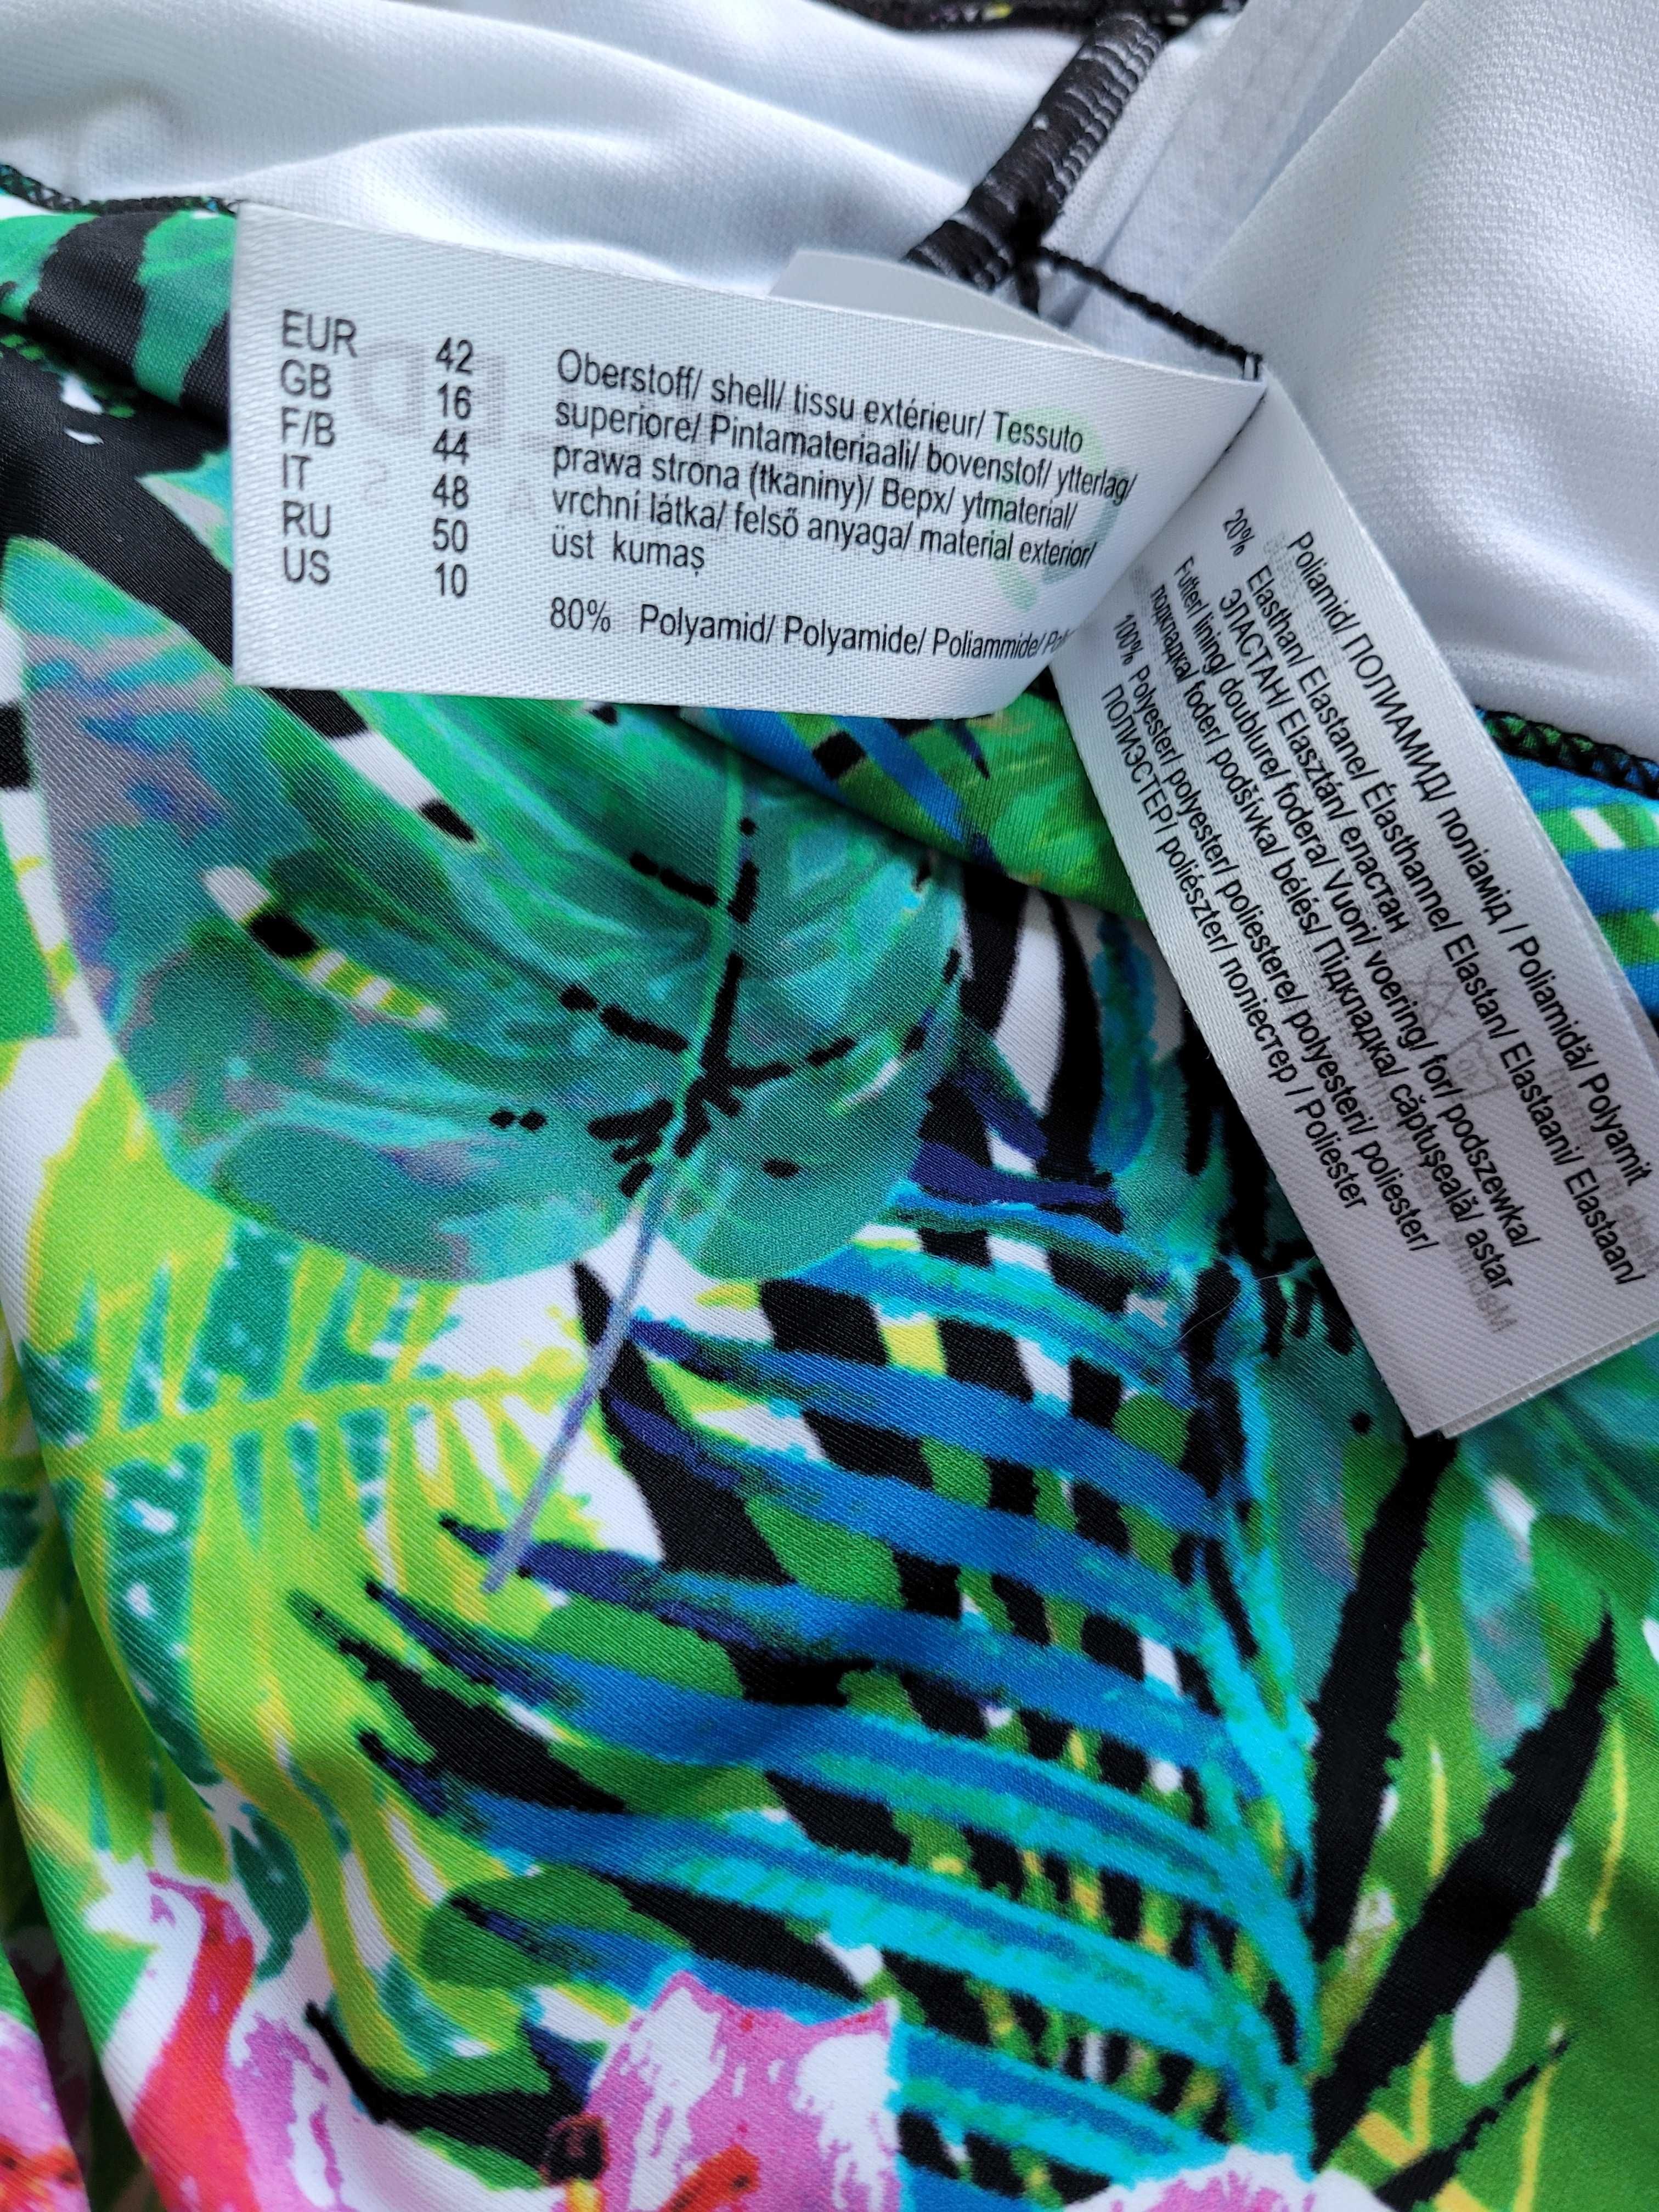 EUR 42
GB 16
F/B 44
IT 48
RU 50
US 10
Oberstoff/ shell/ tissu extérieur/ Tessuto
superiore/ Pintamateriaali/ bovenstof/ ytterlag/
prawa strona (tkaniny)/ Верх/ ytmaterial/
vrchní látka/ felső anyaga/ material exterior/
üst kumaş
80% Polyamid/ Polyamide/ Poliammide/
Poliamid/ ПОЛИАМИД/ поліамід / Poliamidă/ Polyamit
20% Elasthan/ Elastane/ Élasthanne/ Elastan/ Elastaani/ Elastaan/
ЭЛАСТАН/ Elasztán/ еластан
Futter/ lining/ doublure/ fodera/ Vuori/ voering/ for/ podszewka/
подкладка/ foder/ podšívka/ bélés/ Підкладка/ căptușeală/ astar
100% Polyester/ polyester/ poliestere/ polyesteri/ poliester/
ПОЛИЭСТЕР/ poliészter/ поліестер / Poliester